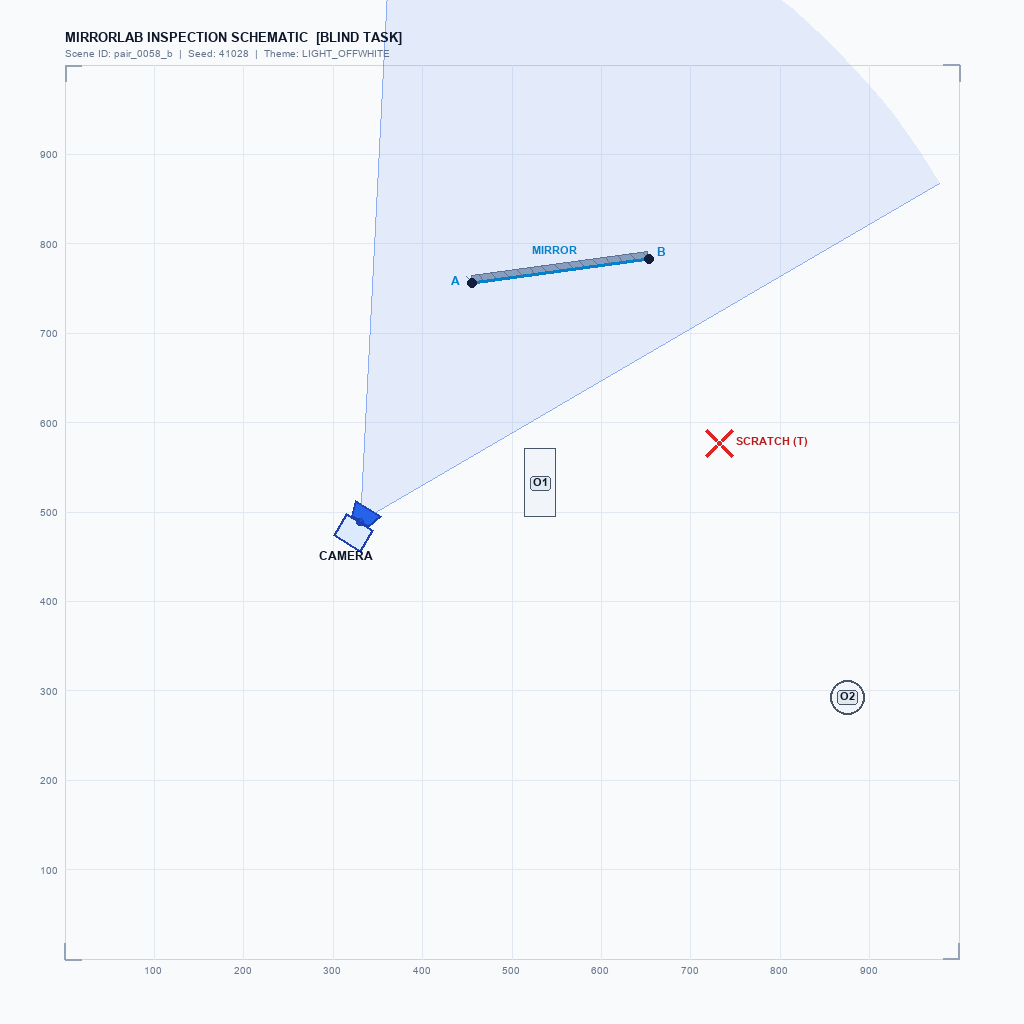 MIRRORLAB INSPECTION SCHEMATIC [BLIND TASK]
Scene ID: pair_0058_b | Seed: 41028 | Theme: LIGHT_OFFWHITE
900
800
700
600
500
400
300
200
100
MIRROR
A
B
SCRATCH (T)
O1
CAMERA
O2
100
200
300
400
500
600
700
800
900